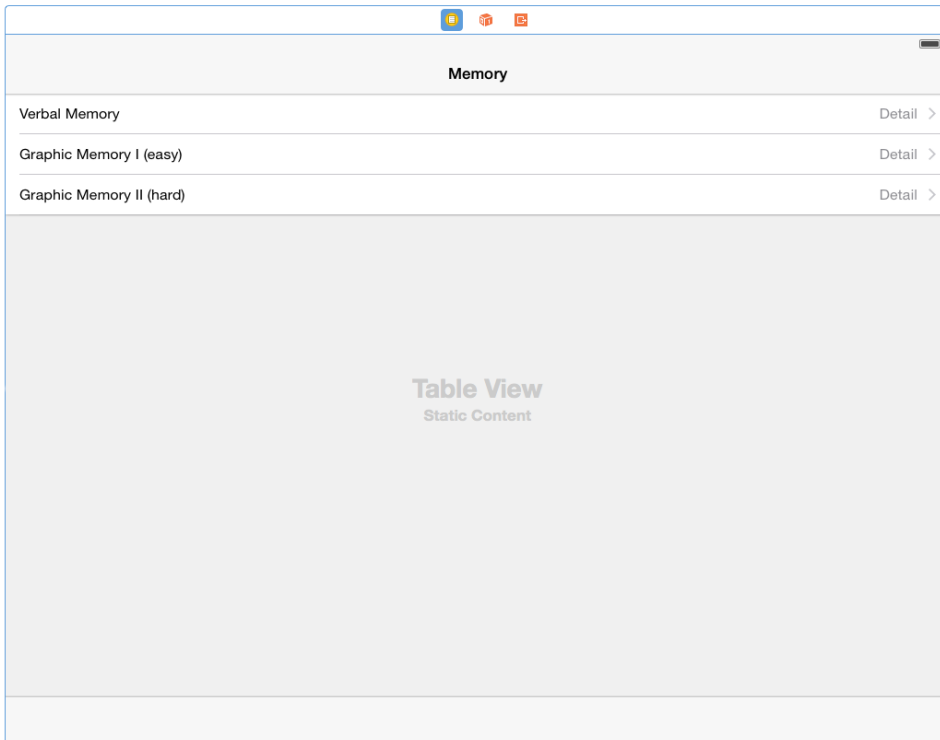 Memory
Verbal Memory Detail
Graphic Memory I (easy) Detail
Graphic Memory II (hard) Detail
Table View
Static Content